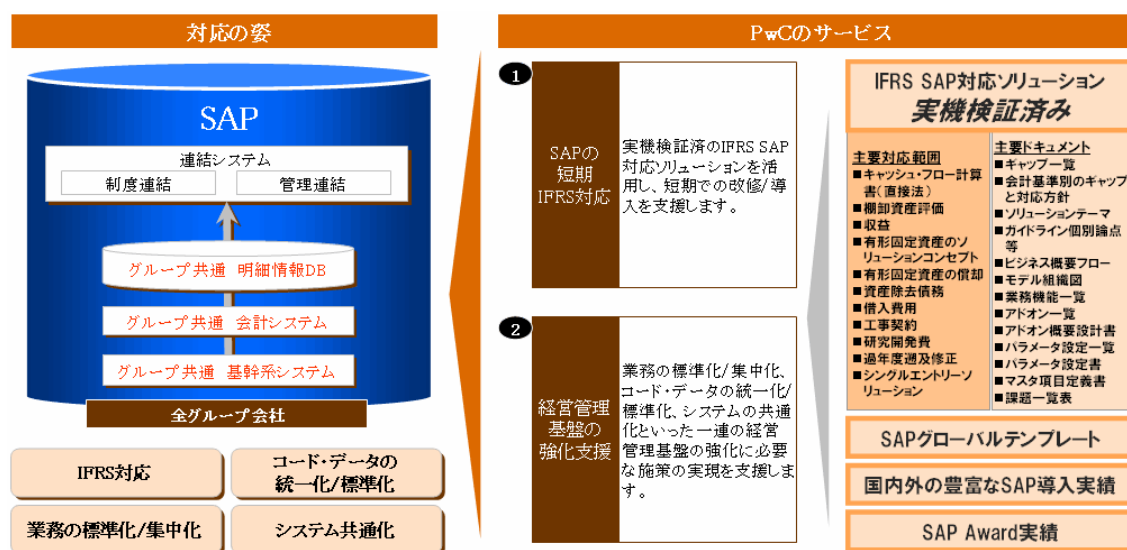 対応の姿
SAP
連結システム
制度連結
管理連結
グループ共通 明細情報DB
グループ共通 会計システム
グループ共通 基幹系システム
全グループ会社
IFRS対応
コード・データの
統一化/標準化
業務の標準化/集中化
システム共通化
PwCのサービス
1
SAPの
短期
IFRS対応
実機検証済のIFRS SAP
対応ソリューションを活
用し、短期での改修/導
入を支援します。
2
経営管理
基盤の
強化支援
業務の標準化/集中化、
コード・データの統一化/
標準化、システムの共通
化といった一連の経営
管理基盤の強化に必要
な施策の実現を支援しま
す。
IFRS SAP対応ソリューション
実機検証済み
主要対応範囲
■キャッシュ・フロー計算
書(直接法)
■棚卸資産評価
■収益
■有形固定資産のソ
リューションコンセプト
■有形固定資産の償却
■資産除去債務
■借入費用
■工事契約
■研究開発費
■過年度遡及修正
■シングルエントリーソ
リューション
主要ドキュメント
■ギャップ一覧
■会計基準別のギャップ
と対応方針
■ソリューションテーマ
■ガイドライン個別論点
等
■ビジネス概要フロー
■モデル組織図
■業務機能一覧
■アドオン一覧
■アドオン概要設計書
■パラメータ設定一覧
■パラメータ設定書
■マスタ項目定義書
■課題一覧表
SAPグローバルテンプレート
国内外の豊富なSAP導入実績
SAP Award実績